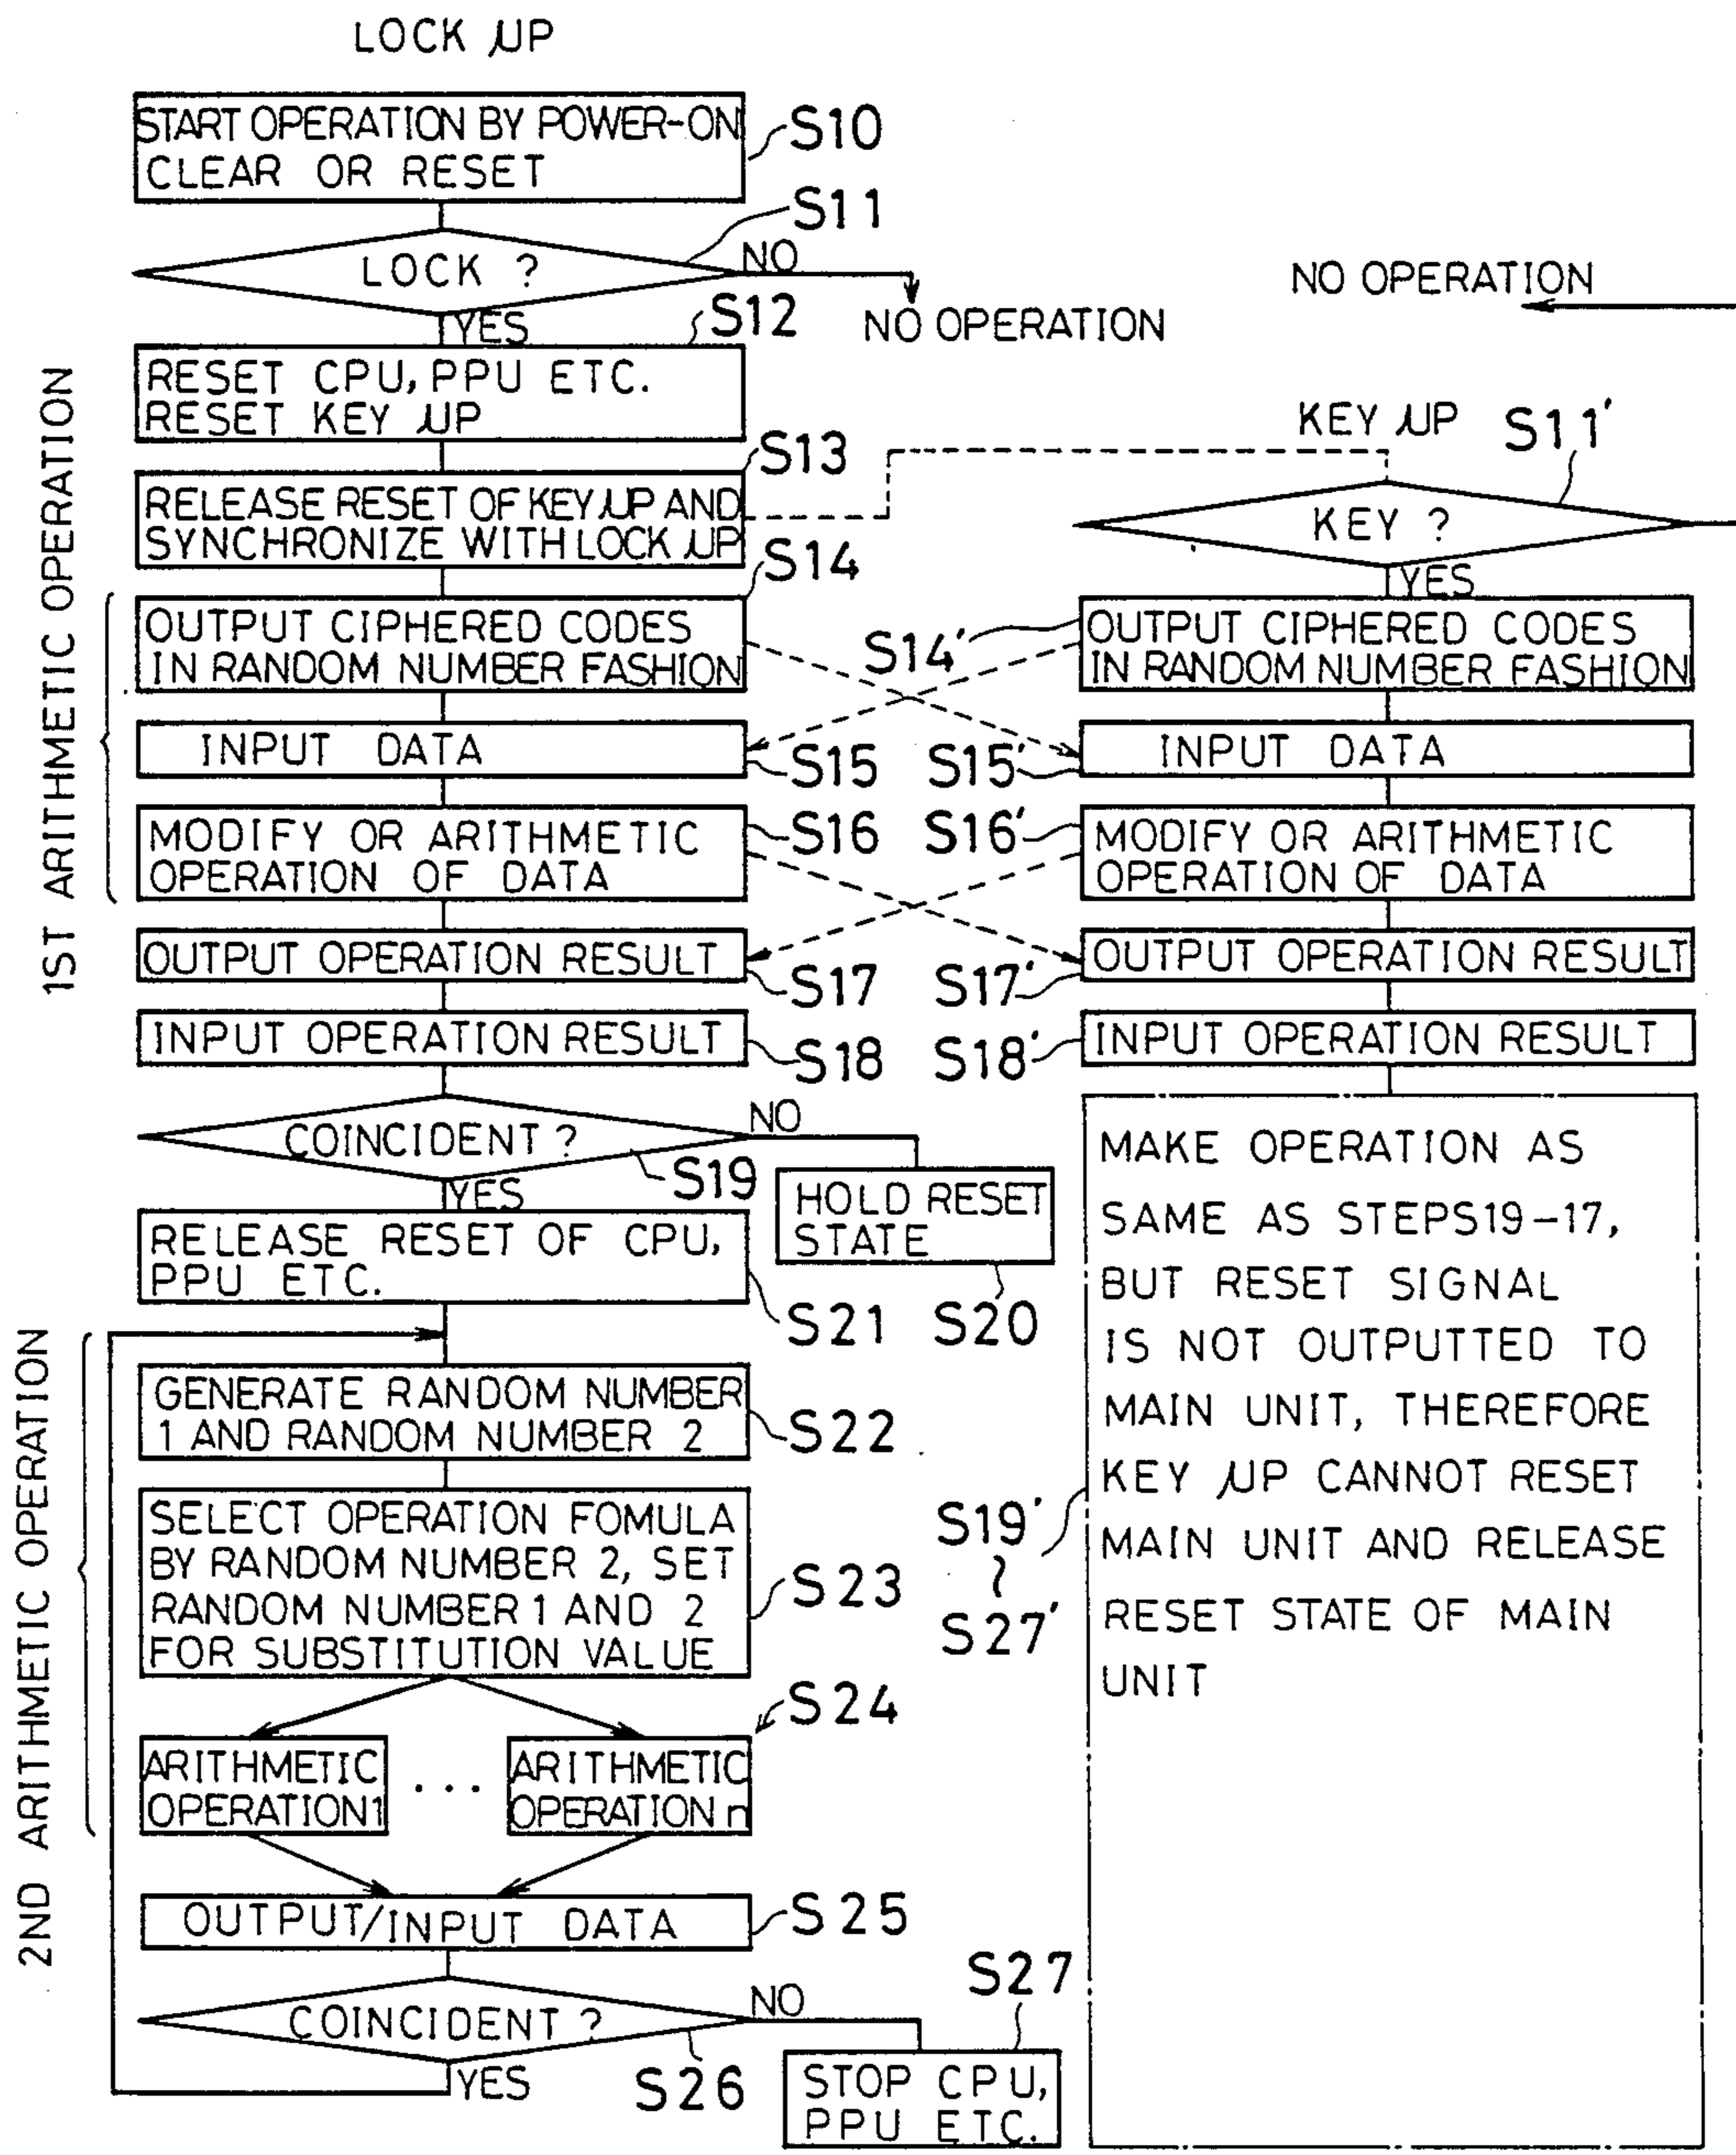 LOCK μP
START OPERATION BY POWER-ON
CLEAR OR RESET
S10
S11
LOCK ?
NO
NO OPERATION
YES
S12
RESET CPU, PPU ETC.
RESET KEY μP
S13
RELEASE RESET OF KEY μP AND
SYNCHRONIZE WITH LOCK μP
S14
1ST ARITHMETIC OPERATION
OUTPUT CIPHERED CODES
IN RANDOM NUMBER FASHION
INPUT DATA
S15
MODIFY OR ARITHMETIC
OPERATION OF DATA
S16
OUTPUT OPERATION RESULT
S17
INPUT OPERATION RESULT
S18
COINCIDENT ?
S19
NO
HOLD RESET
STATE
S20
YES
RELEASE RESET OF CPU,
PPU ETC.
S21
2ND ARITHMETIC OPERATION
GENERATE RANDOM NUMBER
1 AND RANDOM NUMBER 2
S22
SELECT OPERATION FOMULA
BY RANDOM NUMBER 2, SET
RANDOM NUMBER 1 AND 2
FOR SUBSTITUTION VALUE
S23
S24
ARITHMETIC
OPERATION1
...
ARITHMETIC
OPERATION n
OUTPUT/INPUT DATA
S25
COINCIDENT ?
S26
NO
YES
S27
STOP CPU,
PPU ETC.
NO OPERATION
KEY μP
S11'
KEY ?
YES
S14'
OUTPUT CIPHERED CODES
IN RANDOM NUMBER FASHION
S15'
INPUT DATA
S16'
MODIFY OR ARITHMETIC
OPERATION OF DATA
S17'
OUTPUT OPERATION RESULT
S18'
INPUT OPERATION RESULT
S19'
~
S27'
MAKE OPERATION AS
SAME AS STEPS19-17,
BUT RESET SIGNAL
IS NOT OUTPUTTED TO
MAIN UNIT, THEREFORE
KEY μP CANNOT RESET
MAIN UNIT AND RELEASE
RESET STATE OF MAIN
UNIT